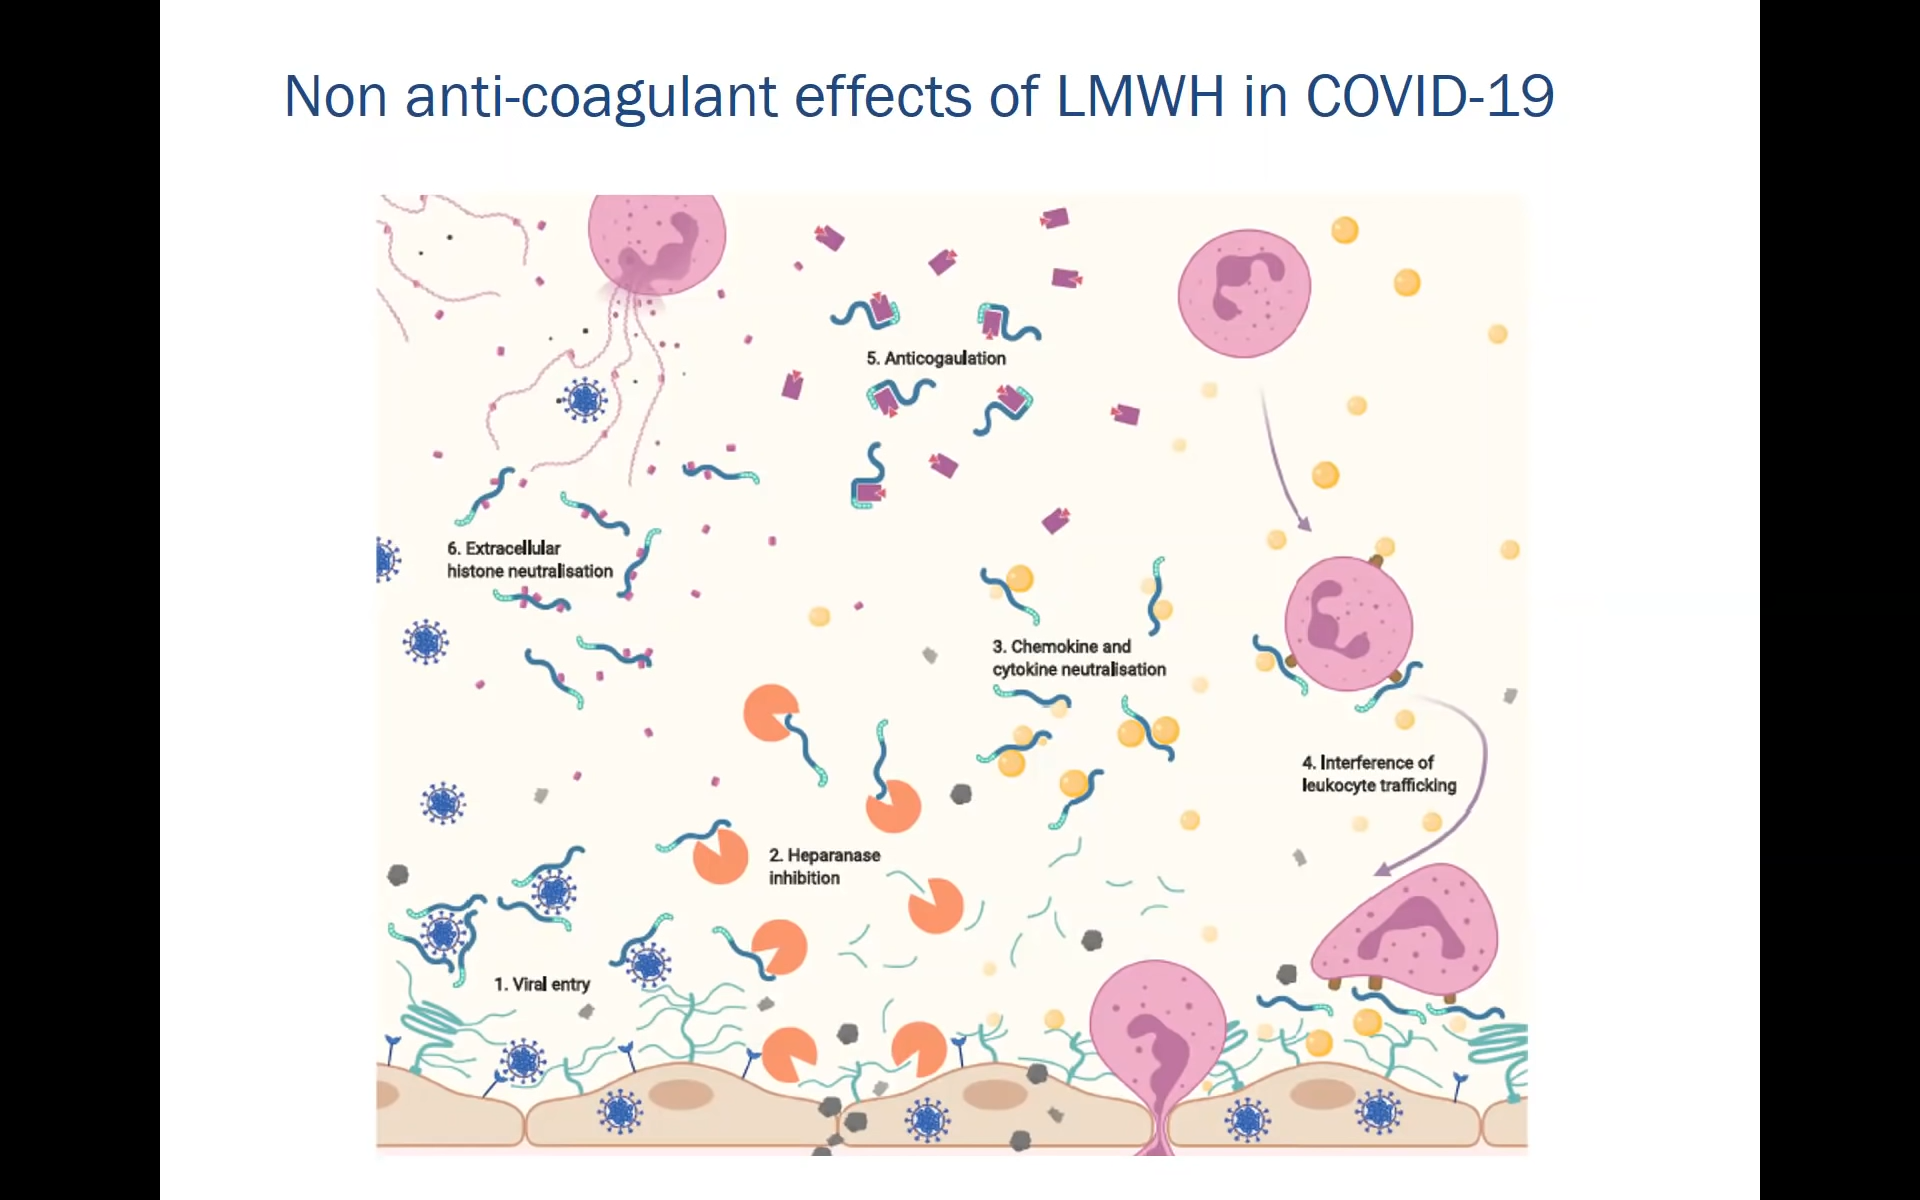 Non anti-coagulant effects of LMWH in COVID-19
5. Anticogaulation
6. Extracellular
histone neutralisation
3. Chemokine and
cytokine neutralisation
4. Interference of
leukocyte trafficking
2. Heparanase
inhibition
1. Viral entry